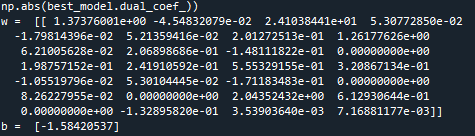 np.abs(best_model.dual_coef_))
w =  [[ 1.37376001e+00 -4.54832079e-02  2.41038441e+01  5.30772850e-02
  -1.79814396e-02  5.21359416e-02  2.01272513e-01  1.26177626e+00
   6.21005628e-02  2.06898686e-01 -1.48111822e-01  0.00000000e+00
   1.98757152e-01  2.41910592e-01  5.55329155e-01  3.20867134e-01
  -1.05519796e-02  5.30104445e-02 -1.71183483e-01  0.00000000e+00
   8.26227955e-02  0.00000000e+00  2.04352432e+00  6.12930644e-01
   0.00000000e+00 -1.32895820e-01  3.53903640e-03  7.16881177e-03]]
b =  [-1.58420537]